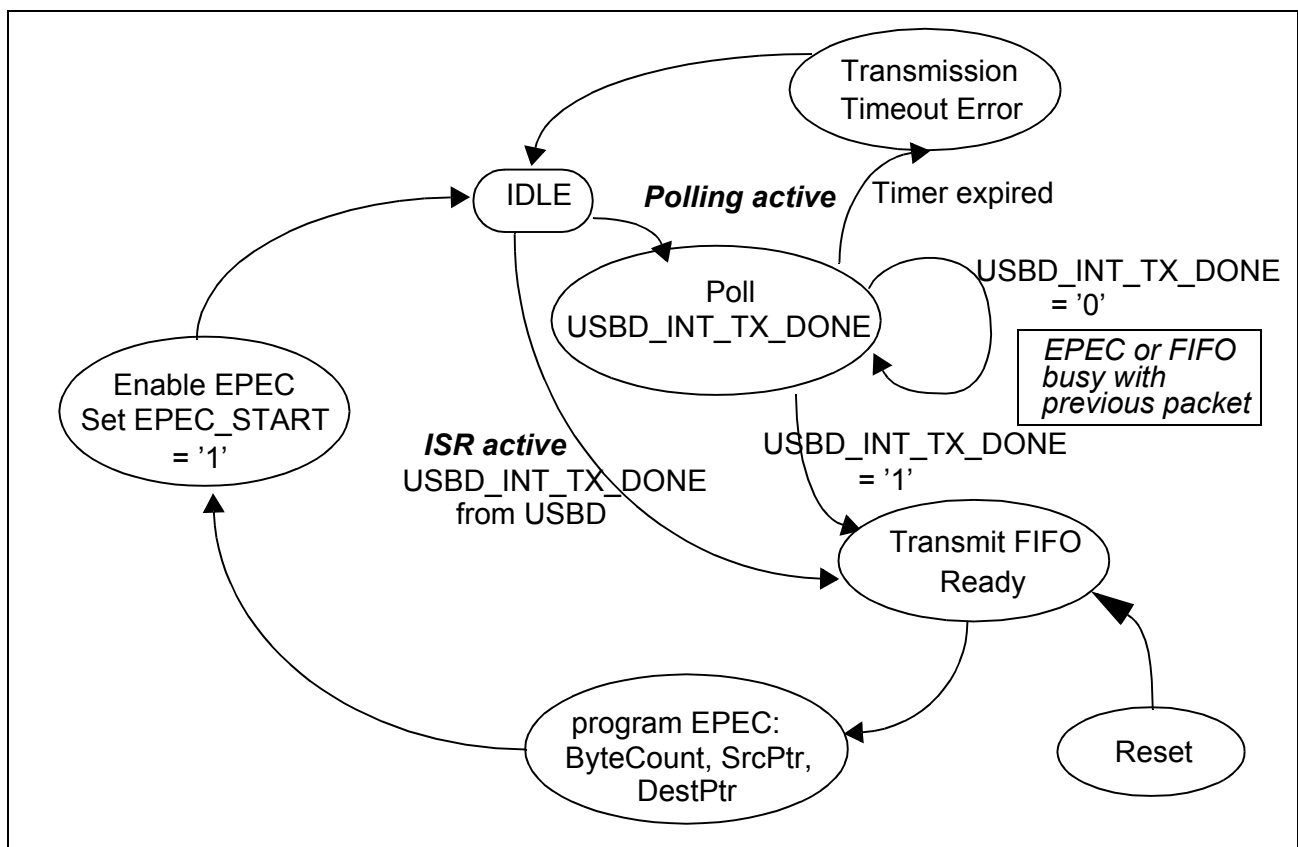 Transmission
Timeout Error
IDLE
Polling active
Timer expired
Poll
USBD_INT_TX_DONE
USBD_INT_TX_DONE
= '0'
EPEC or FIFO
busy with
previous packet
Enable EPEC
Set EPEC_START
= '1'
ISR active
USBD_INT_TX_DONE
from USBD
USBD_INT_TX_DONE
= '1'
Transmit FIFO
Ready
program EPEC:
ByteCount, SrcPtr,
DestPtr
Reset